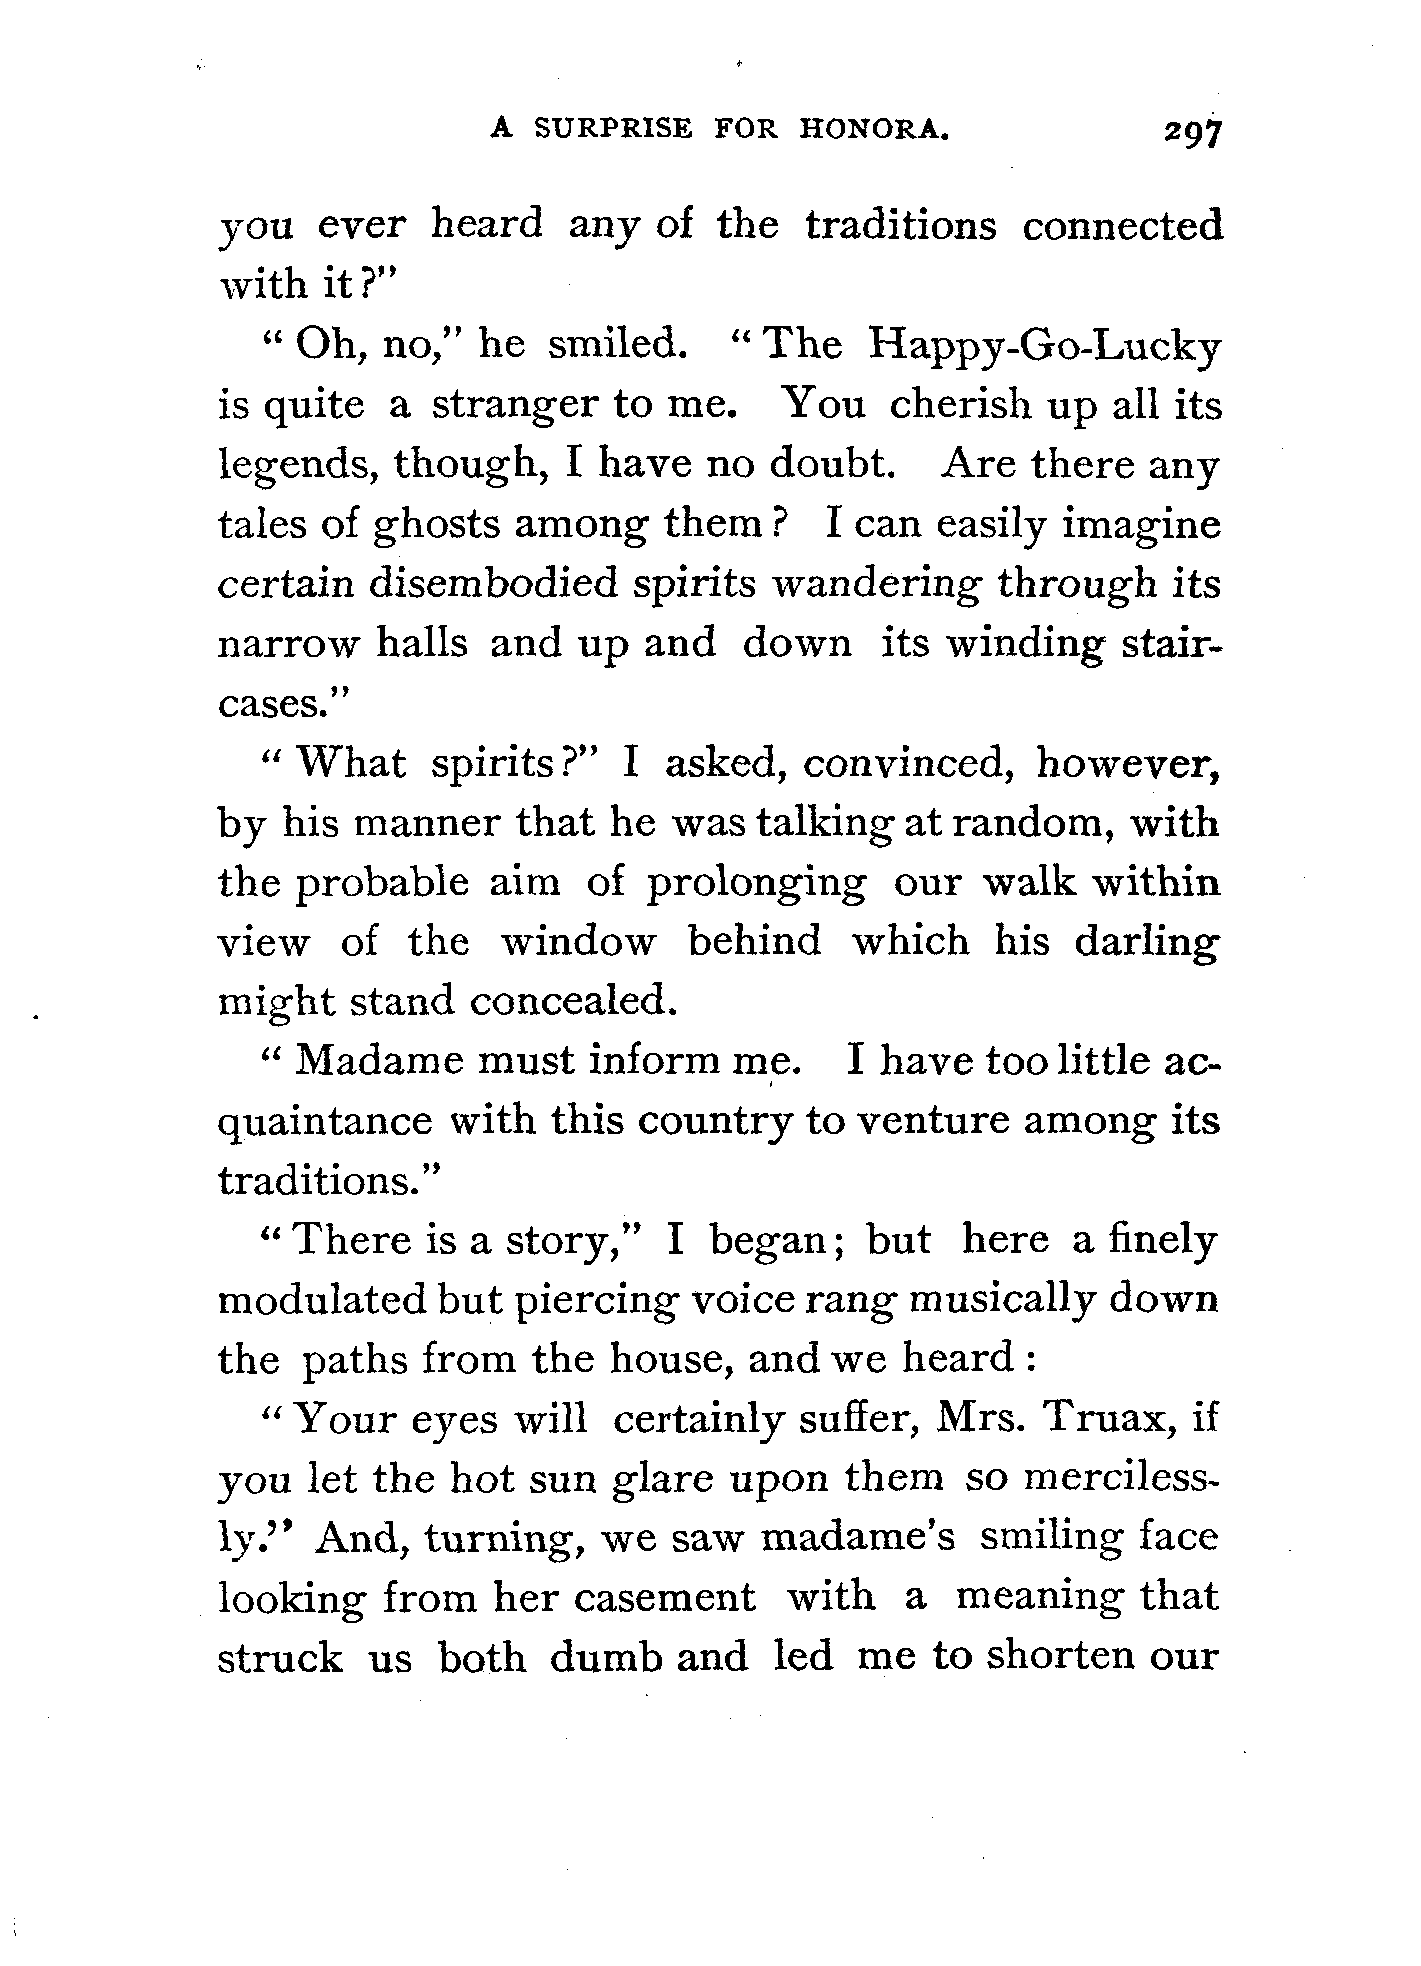 A SURPRISE FOR HONORA. 297
you ever heard any of the traditions connected
with it?"
"Oh, no," he smiled. "The Happy-Go-Lucky
is quite a stranger to me. You cherish up all its
legends, though, I have no doubt. Are there any
tales of ghosts among them? I can easily imagine
certain disembodied spirits wandering through its
narrow halls and up and down its winding stair-
cases."
"What spirits?" I asked, convinced, however,
by his manner that he was talking at random, with
the probable aim of prolonging our walk within
view of the window behind which his darling
might stand concealed.
"Madame must inform me. I have too little ac-
quaintance with this country to venture among its
traditions."
"There is a story," I began; but here a finely
modulated but piercing voice rang musically down
the paths from the house, and we heard:
"Your eyes will certainly suffer, Mrs. Truax, if
you let the hot sun glare upon them so merciless-
ly." And, turning, we saw madame's smiling face
looking from her casement with a meaning that
struck us both dumb and led me to shorten our